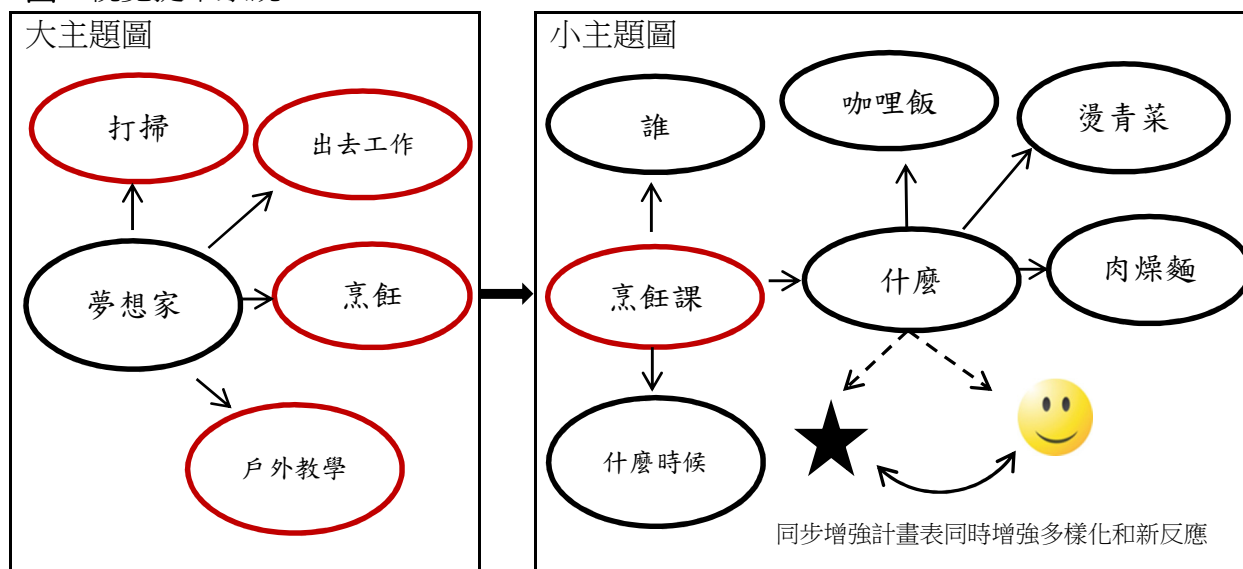 大主題圖
打掃
出去工作
夢想家
烹飪
戶外教學
小主題圖
誰
咖哩飯
燙青菜
烹飪課
什麼
肉燥麵
什麼時候
同步增強計畫表同時增強多樣化和新反應